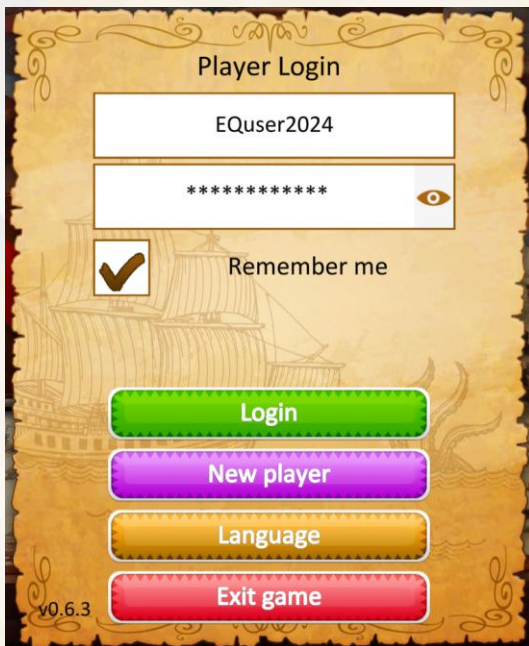 Player Login
EQuser2024
************
Remember me
Login
New player
Language
Exit game
v0.6.3